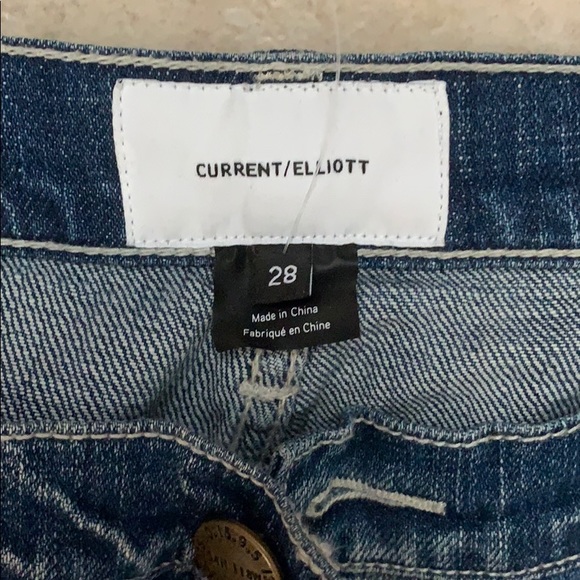 CURRENT/ELLIOTT
28
Made in China
Fabriqué en Chine